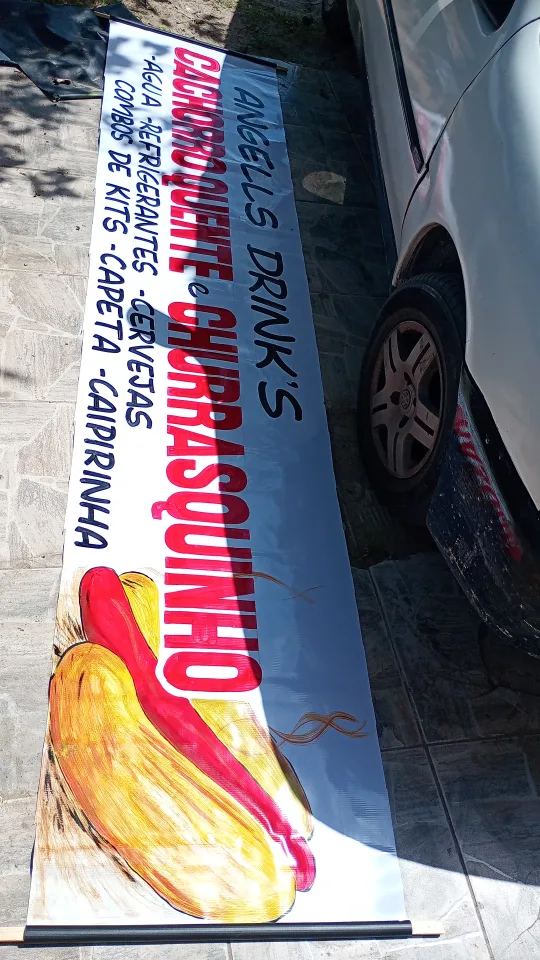 ANGELLS DRINK'S
CACHORRO QUENTE e CHURRASQUINHO
-AGUA -REFRIGERANTES - CERVEJAS
COMBOS DE KITS - CAPETA - CAIPIRINHA